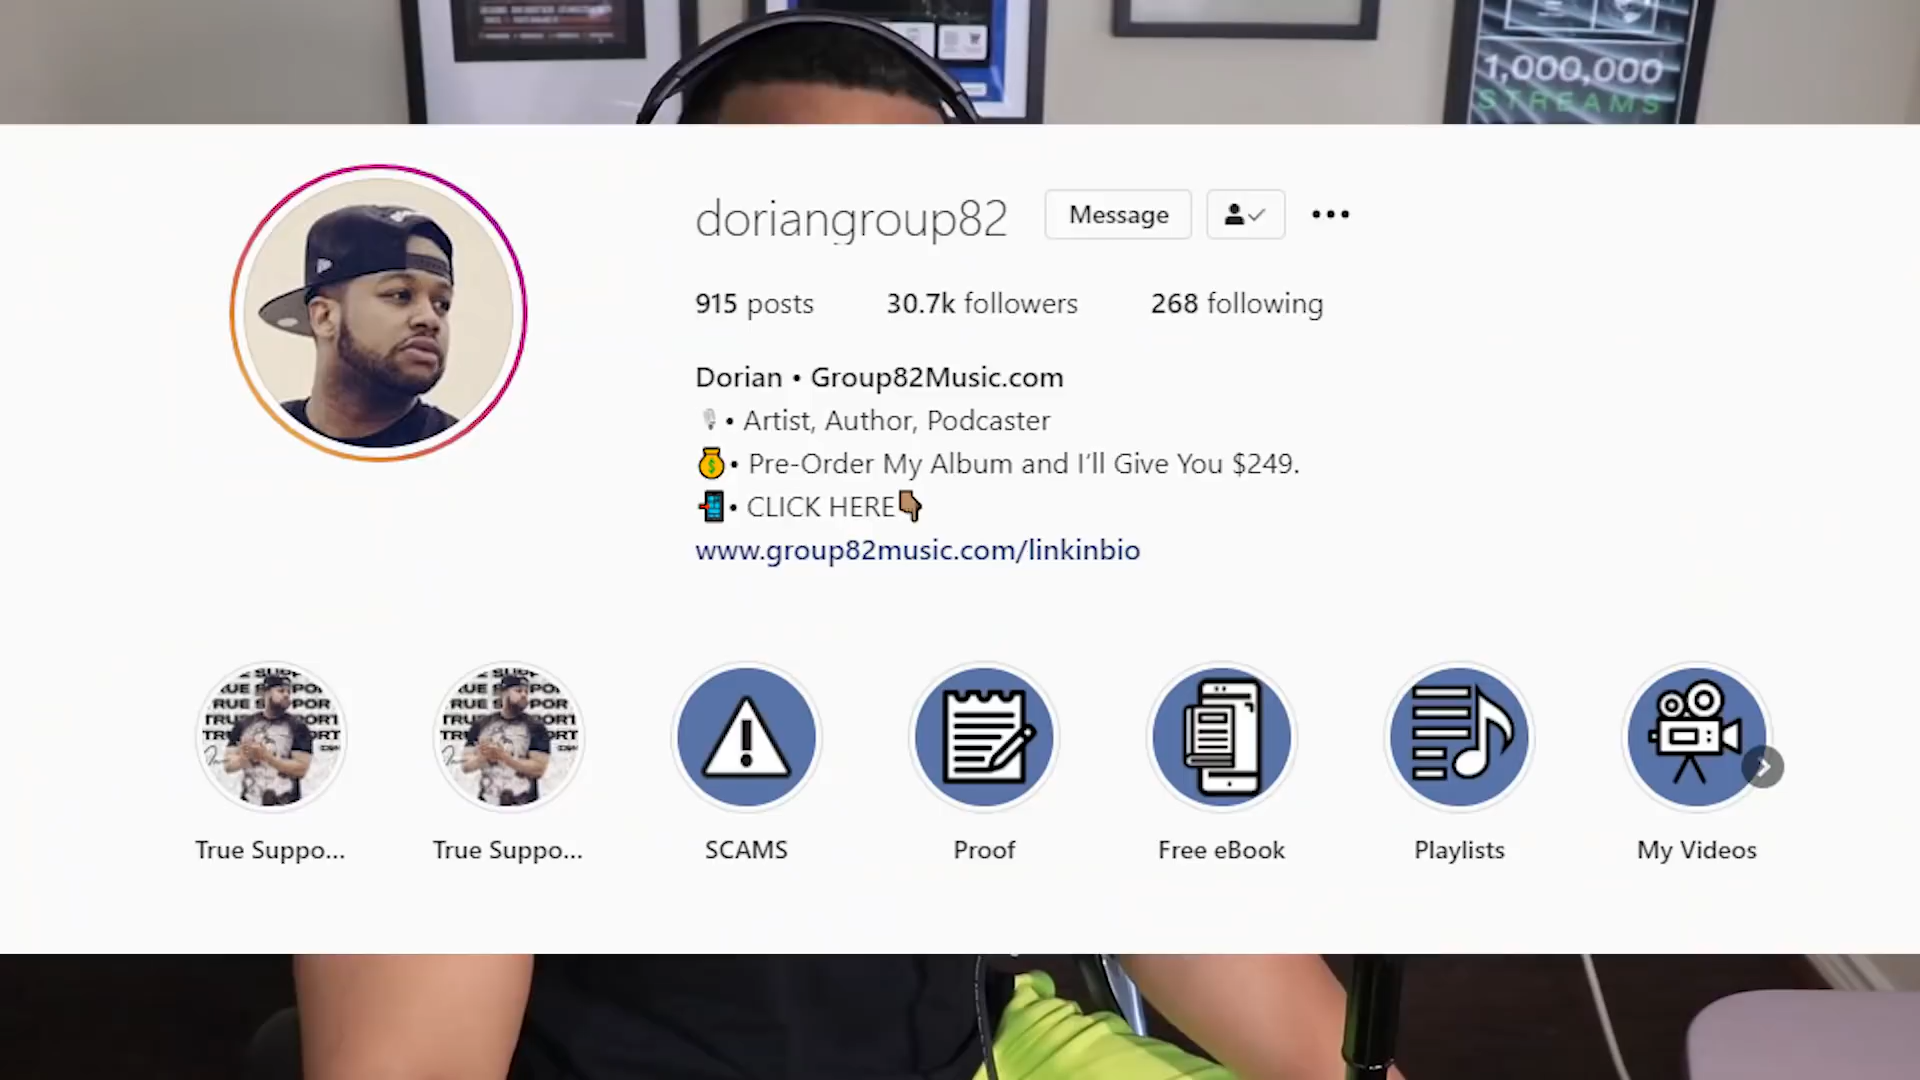 1,000,000
STREAMS
doriangroup82 Message
915 posts 30.7k followers 268 following
Dorian • Group82Music.com
• Artist, Author, Podcaster
• Pre-Order My Album and I'll Give You $249.
• CLICK HERE
www.group82music.com/linkinbio
True Suppo... True Suppo... SCAMS Proof Free eBook Playlists My Videos